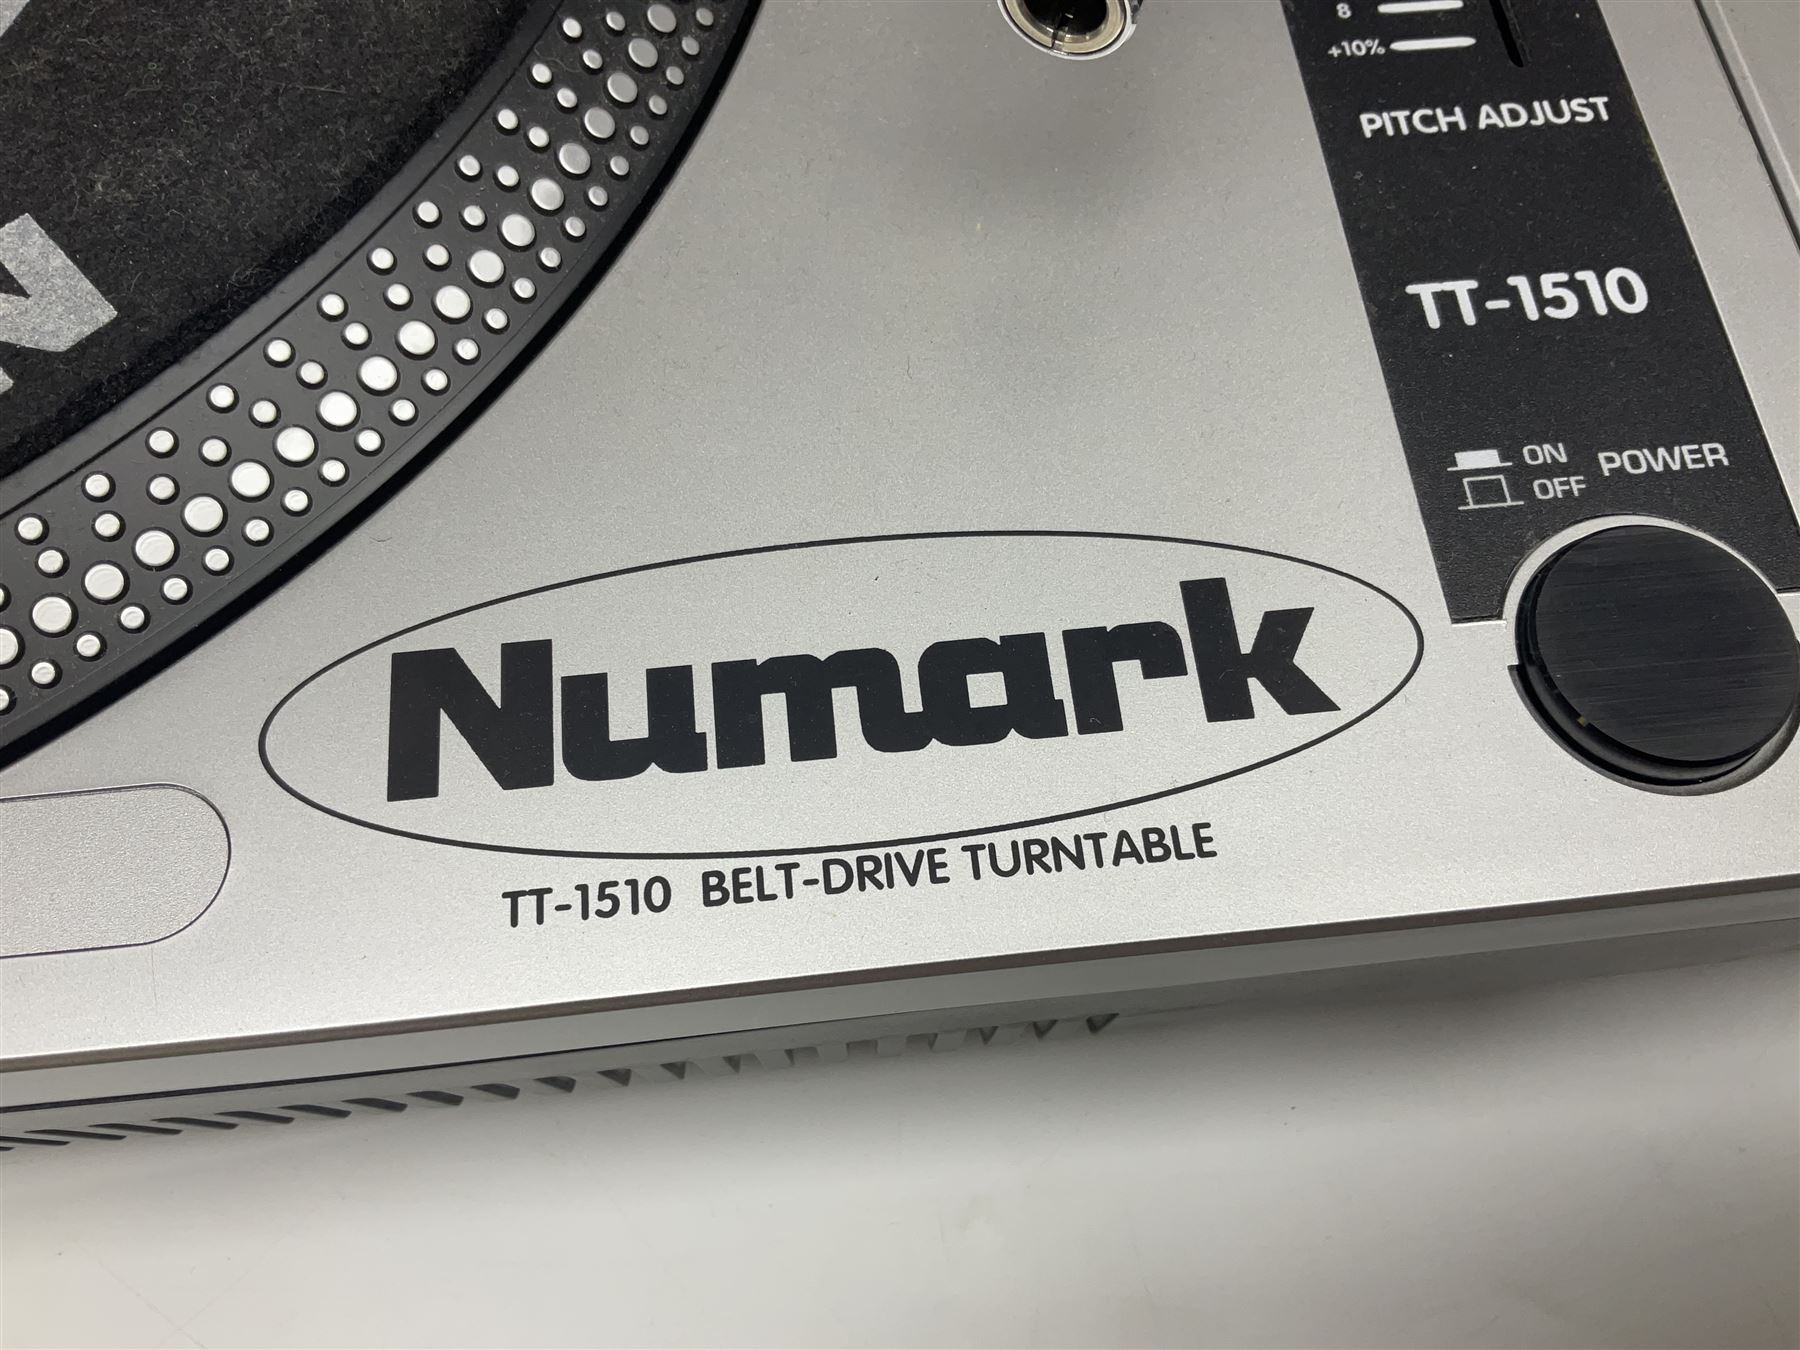 8
+10%
PITCH ADJUST
TT-1510
ON
OFF
POWER
Numark
TT-1510 BELT-DRIVE TURNTABLE